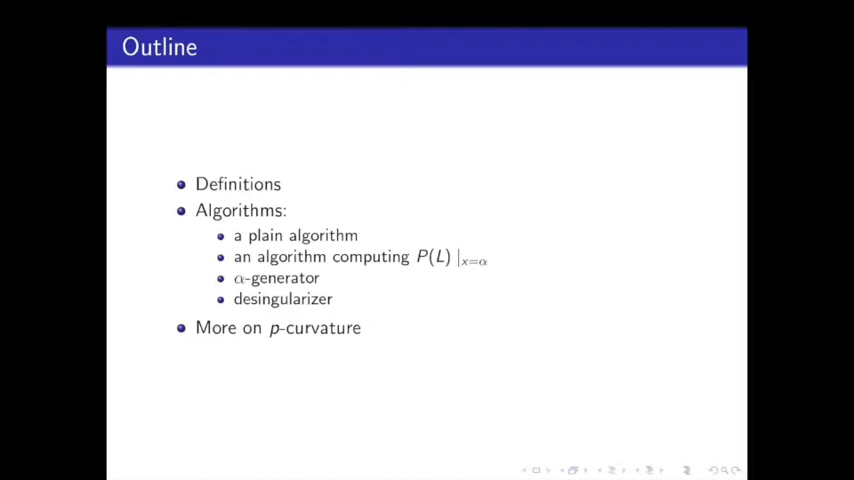 Outline
Definitions
Algorithms:
a plain algorithm
an algorithm computing P(L) |x=α
α-generator
desingularizer
More on p-curvature